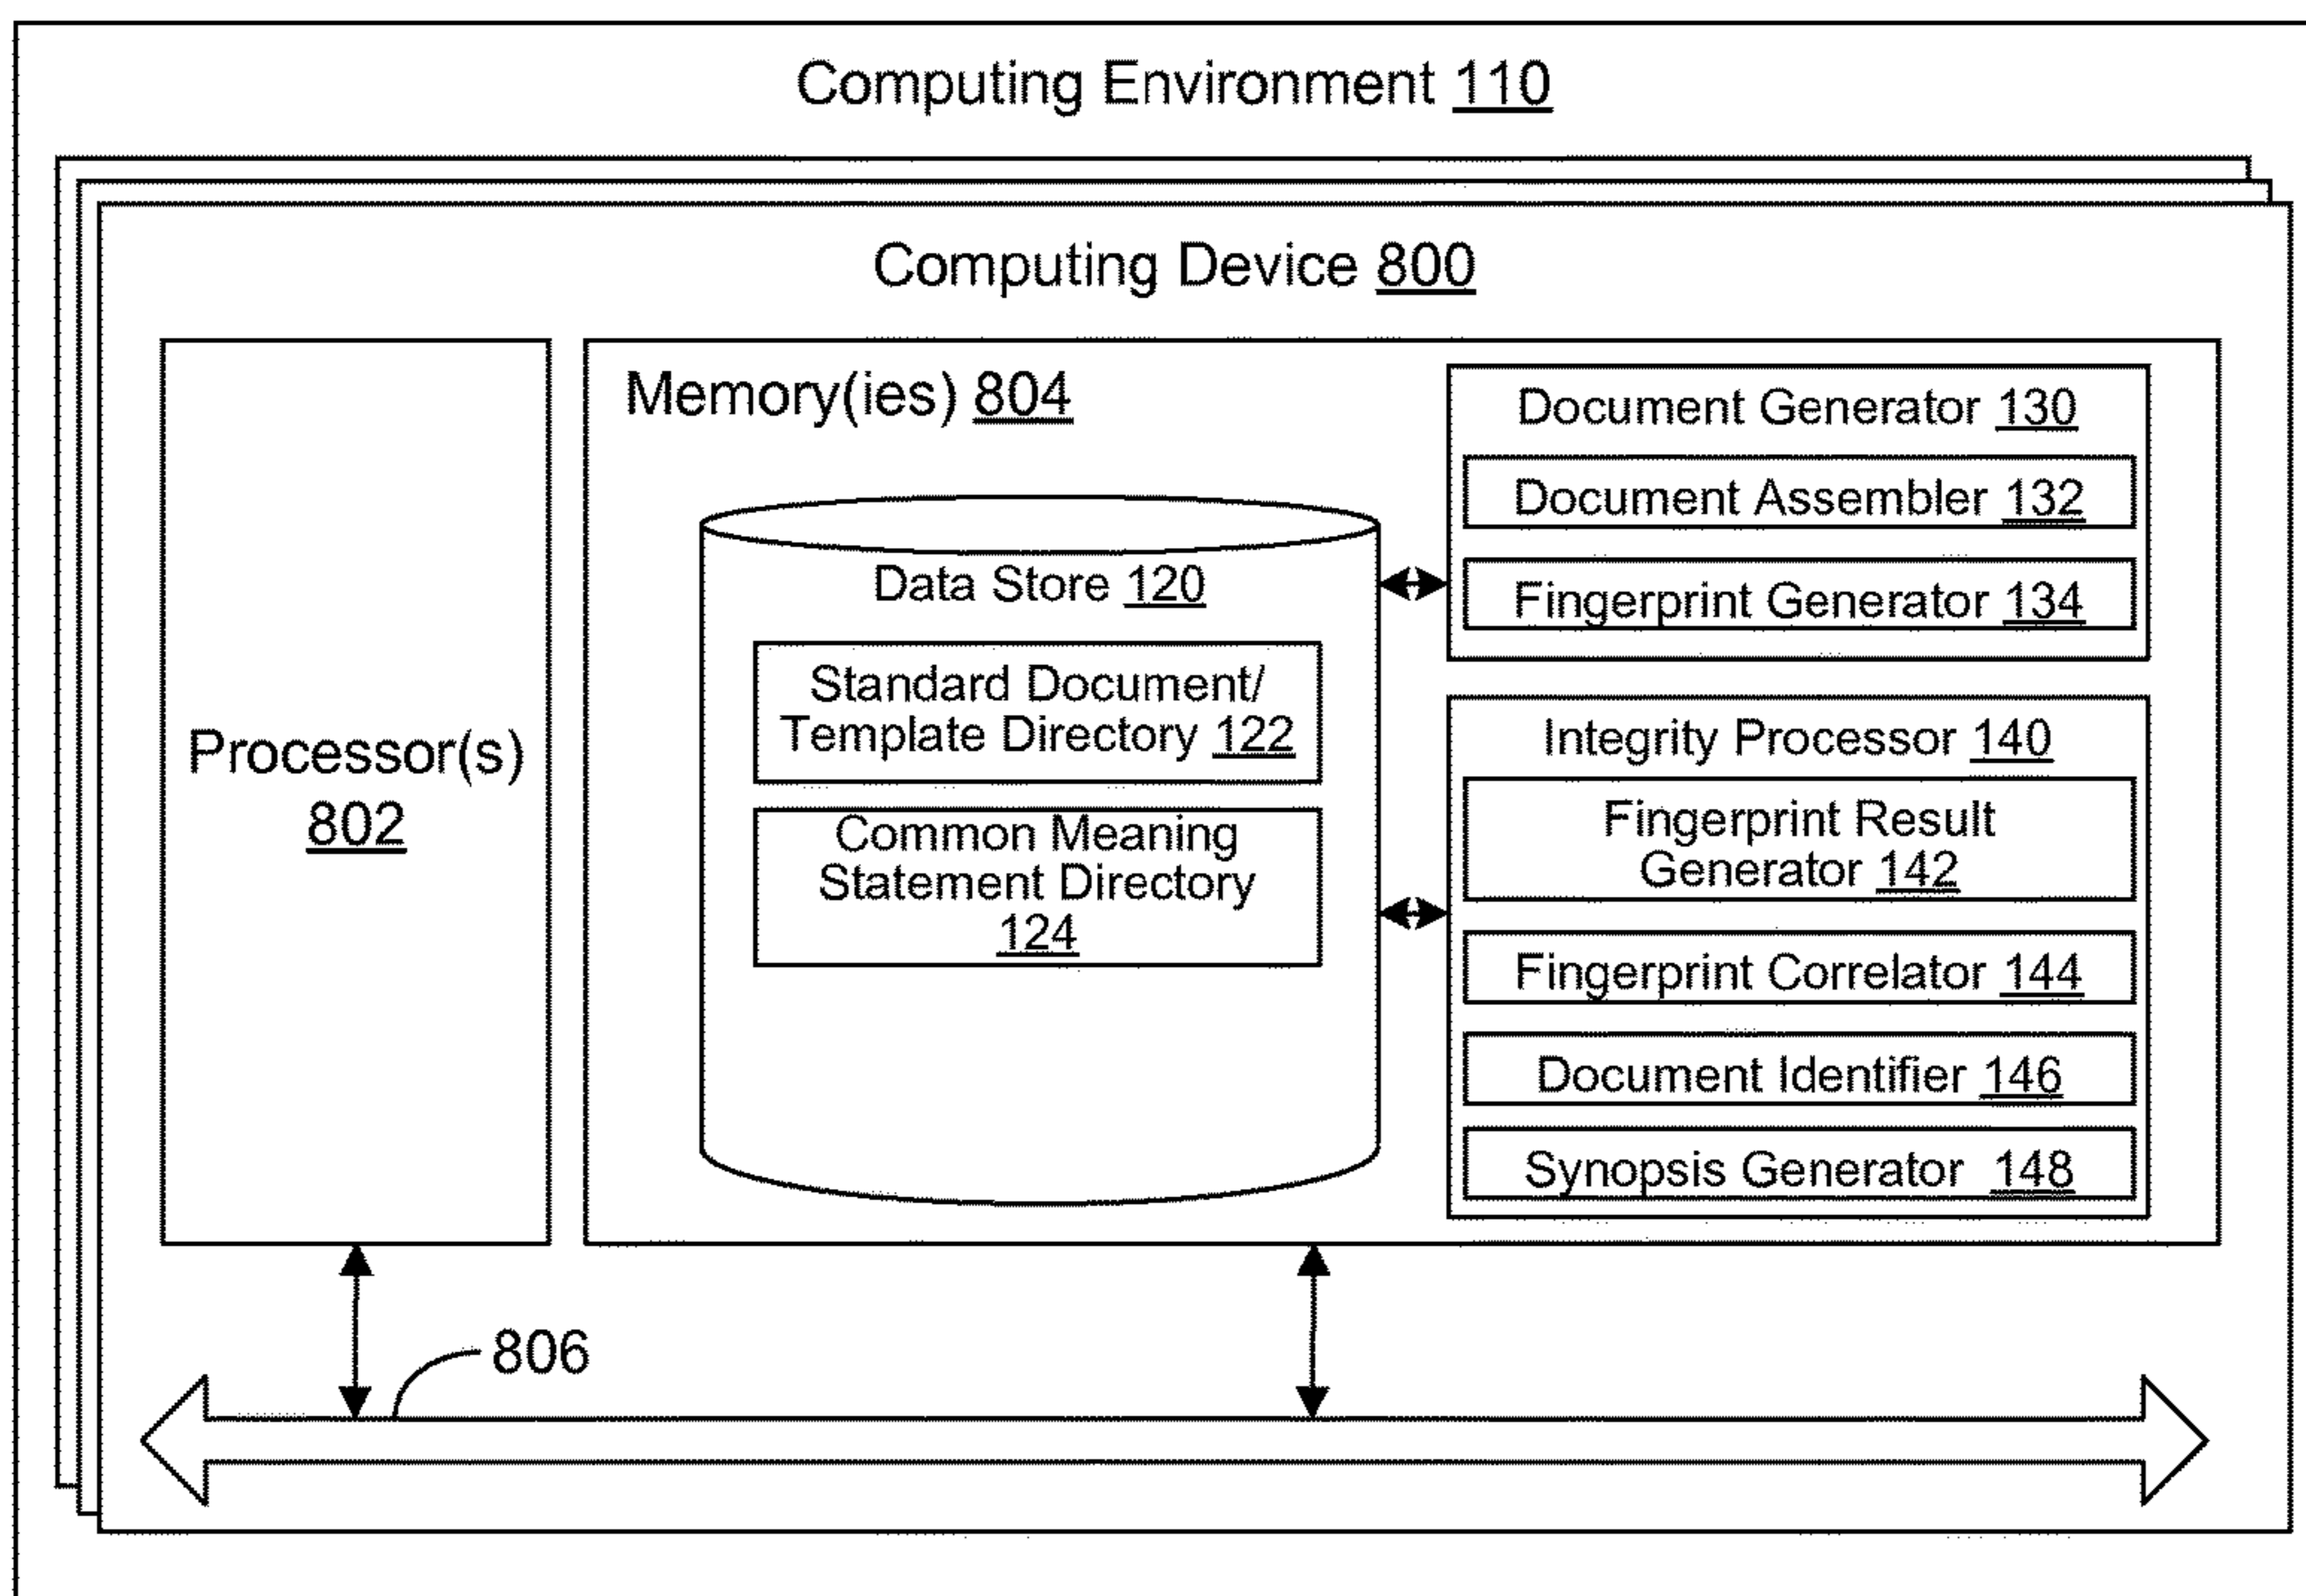 Computing Environment 110
Computing Device 800
Processor(s)
802
Memory(ies) 804
Data Store 120
Standard Document/
Template Directory 122
Common Meaning
Statement Directory
124
Document Generator 130
Document Assembler 132
Fingerprint Generator 134
Integrity Processor 140
Fingerprint Result
Generator 142
Fingerprint Correlator 144
Document Identifier 146
Synopsis Generator 148
806